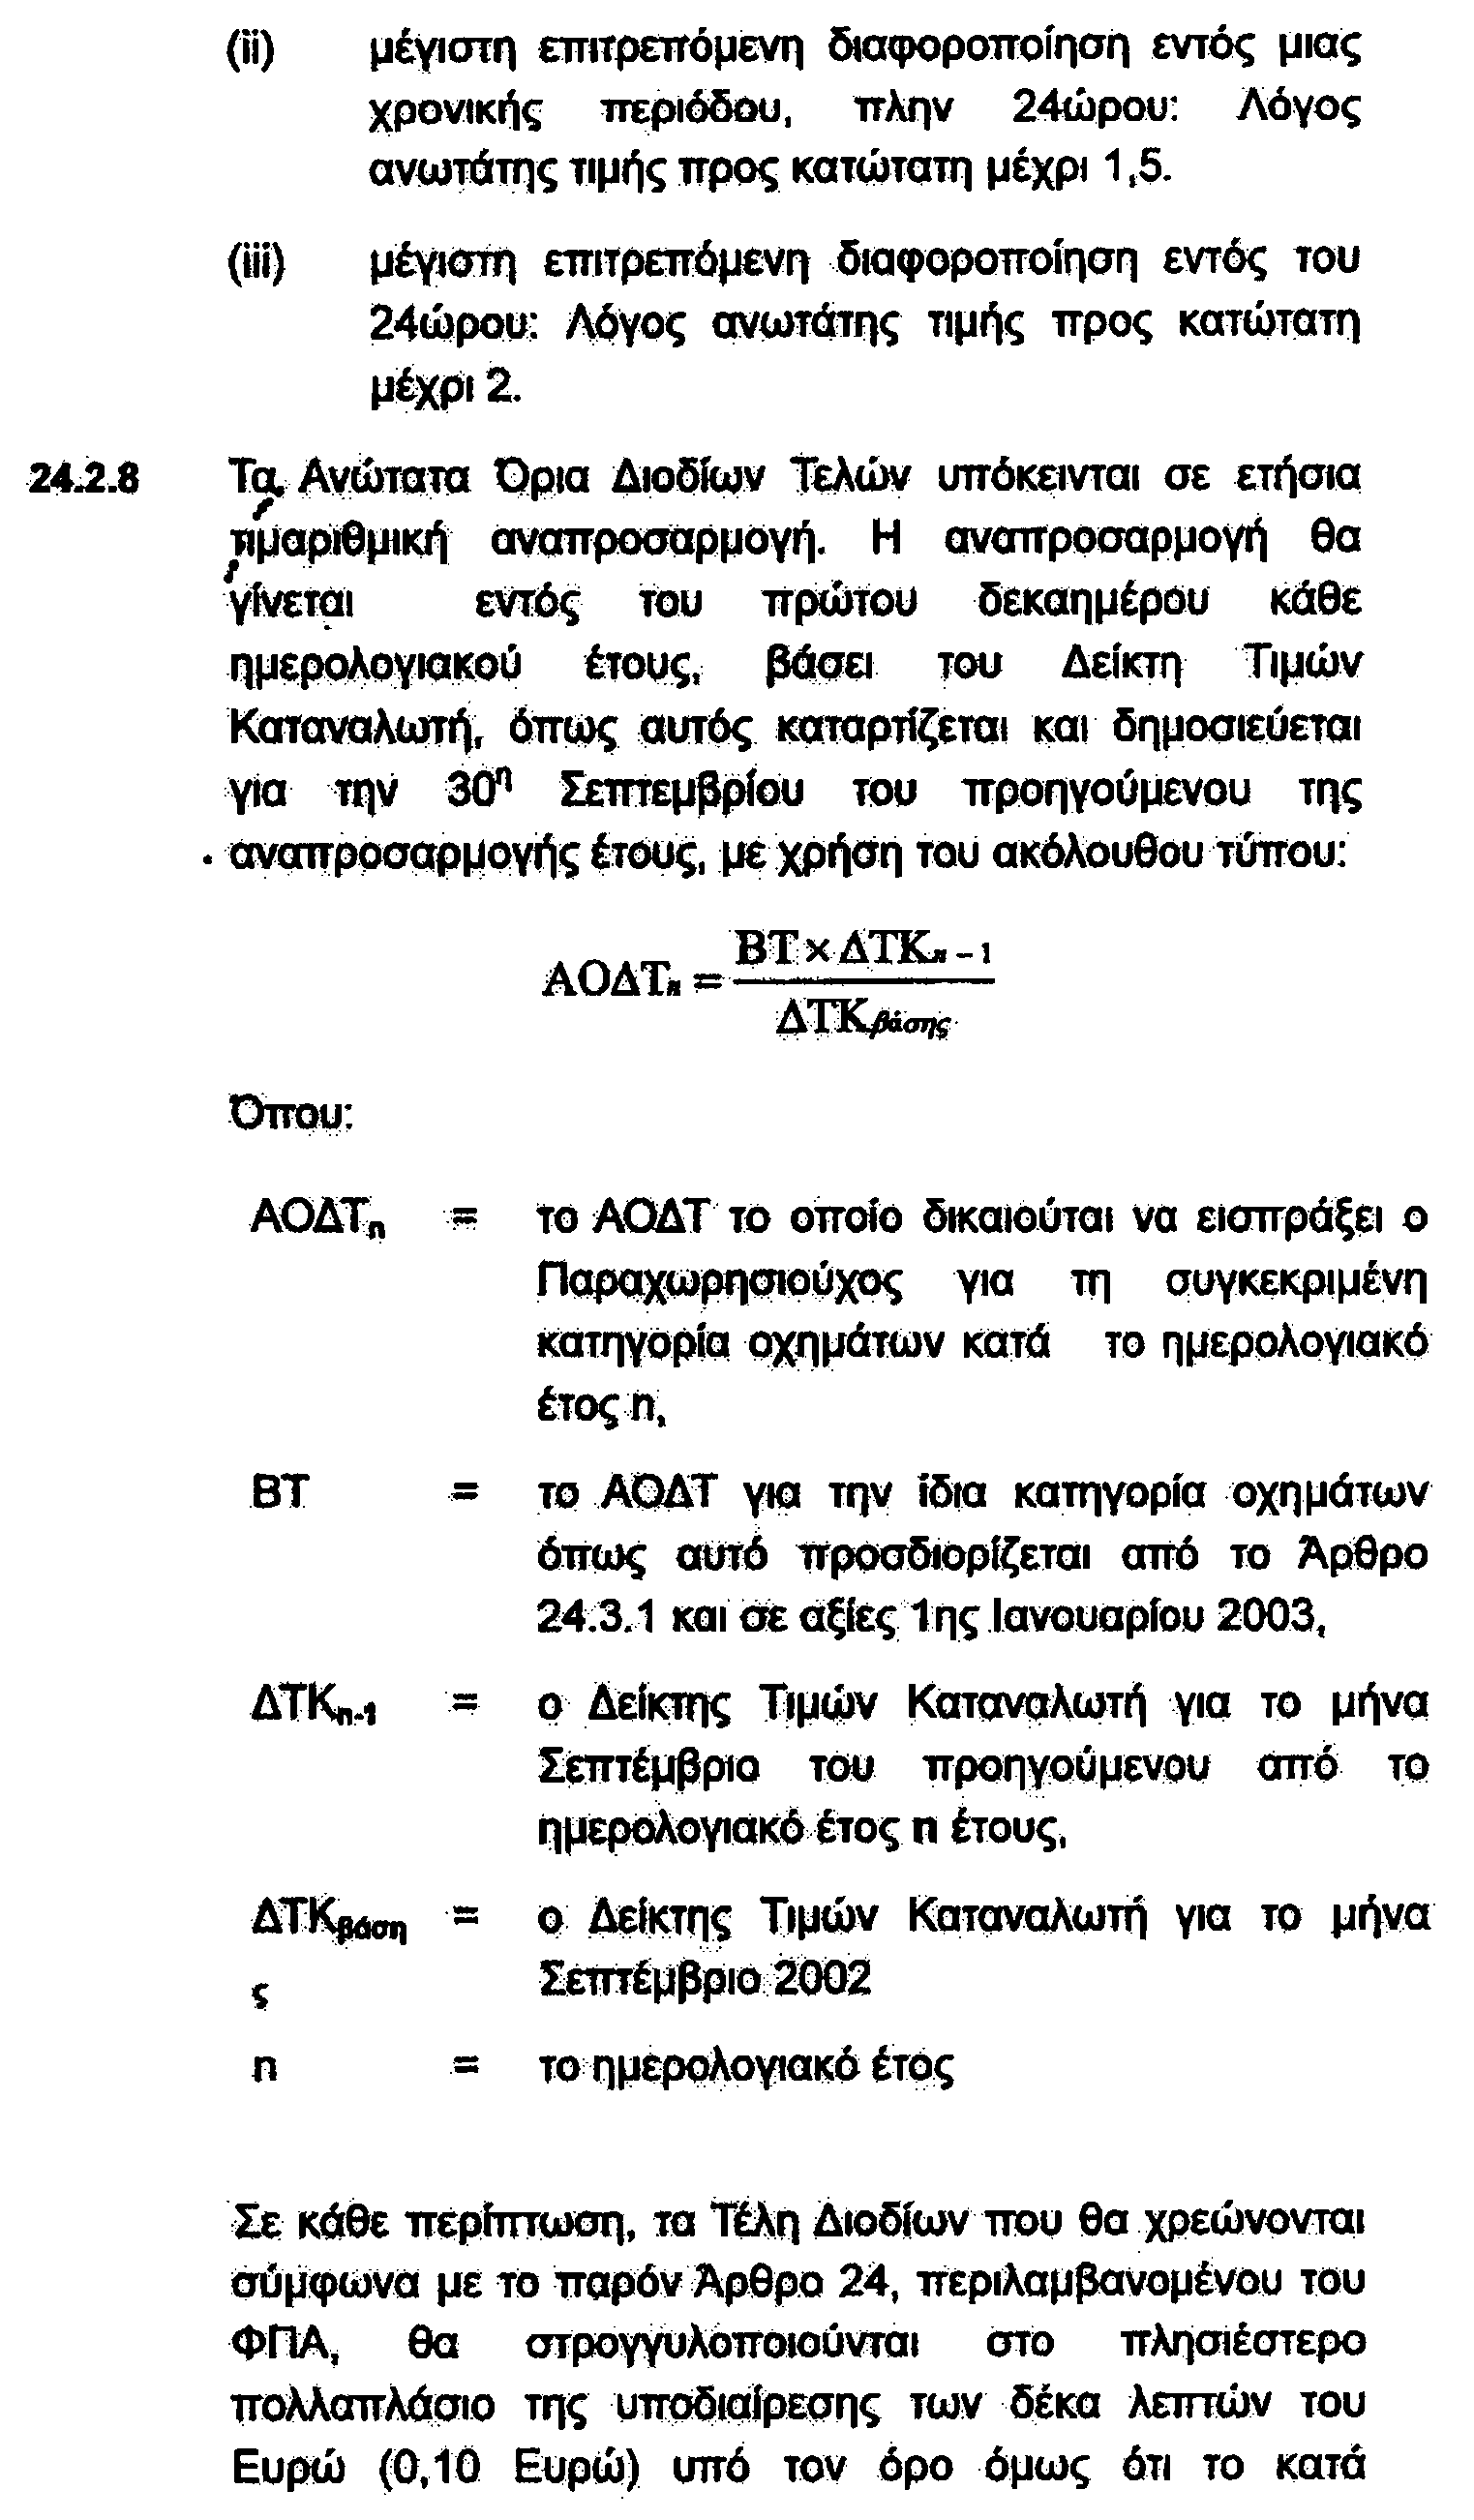 (ii) μέγιστη επιτρεπόμενη διαφοροποίηση εντός μιας
χρονικής περιόδου, πλην 24ώρου: Λόγος
ανωτάτης τιμής προς κατώτατη μέχρι 1,5.
(iii) μέγιστη επιτρεπόμενη διαφοροποίηση εντός του
24ώρου: Λόγος ανωτάτης τιμής προς κατώτατη
μέχρι 2.
24.2.8 Τα Ανώτατα Όρια Διοδίων Τελών υπόκεινται σε ετήσια
τιμαριθμική αναπροσαρμογή. Η αναπροσαρμογή θα
γίνεται εντός του πρώτου δεκαημέρου κάθε
ημερολογιακού έτους, βάσει του Δείκτη Τιμών
Καταναλωτή, όπως αυτός καταρτίζεται και δημοσιεύεται
για την 30η Σεπτεμβρίου του προηγούμενου της
αναπροσαρμογής έτους, με χρήση του ακόλουθου τύπου:
ΑΟΔΤn = ΒΤ x ΔΤΚn - 1
ΔΤΚβάσης
Όπου:
ΑΟΔΤn = το ΑΟΔΤ το οποίο δικαιούται να εισπράξει ο
Παραχωρησιούχος για τη συγκεκριμένη
κατηγορία οχημάτων κατά το ημερολογιακό
έτος n,
ΒΤ = το ΑΟΔΤ για την ίδια κατηγορία οχημάτων
όπως αυτό προσδιορίζεται από το Άρθρο
24.3.1 και σε αξίες 1ης Ιανουαρίου 2003,
ΔΤΚn-1 = ο Δείκτης Τιμών Καταναλωτή για το μήνα
Σεπτέμβριο του προηγούμενου από το
ημερολογιακό έτος n έτους,
ΔΤΚβάση = ο Δείκτης Τιμών Καταναλωτή για το μήνα
ς Σεπτέμβριο 2002
n = το ημερολογιακό έτος
Σε κάθε περίπτωση, τα Τέλη Διοδίων που θα χρεώνονται
σύμφωνα με το παρόν Άρθρο 24, περιλαμβανομένου του
ΦΠΑ, θα στρογγυλοποιούνται στο πλησιέστερο
πολλαπλάσιο της υποδιαίρεσης των δέκα λεπτών του
Ευρώ (0,10 Ευρώ) υπό τον όρο όμως ότι το κατά